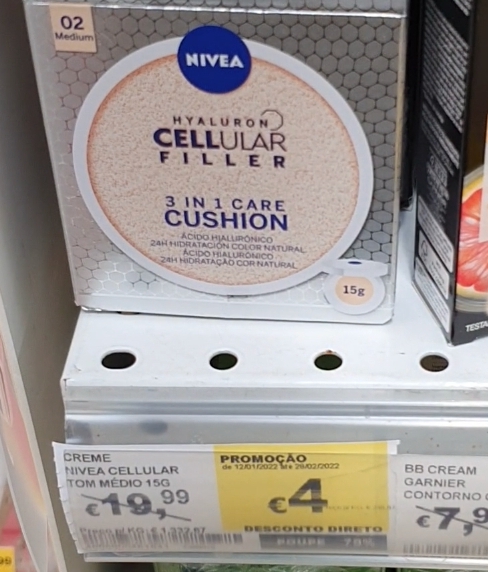 02
Medium
NIVEA
HYALURON
CELLULAR
FILLER
3 IN 1 CARE
CUSHION
ÁCIDO HIALURÓNICO
24H HIDRATACIÓN COLOR NATURAL
ÁCIDO HIALURÓNICO
24H HIDRATAÇÃO COR NATURAL
15g
TESTA
CREME
NIVEA CELLULAR
TOM MÉDIO 15G
€19,99
PROMOÇÃO
de 12/01/2022 até 28/02/2022
€4
DESCONTO DIRETO
POUPE 79%
BB CREAM
GARNIER
CONTORNO
€7,9